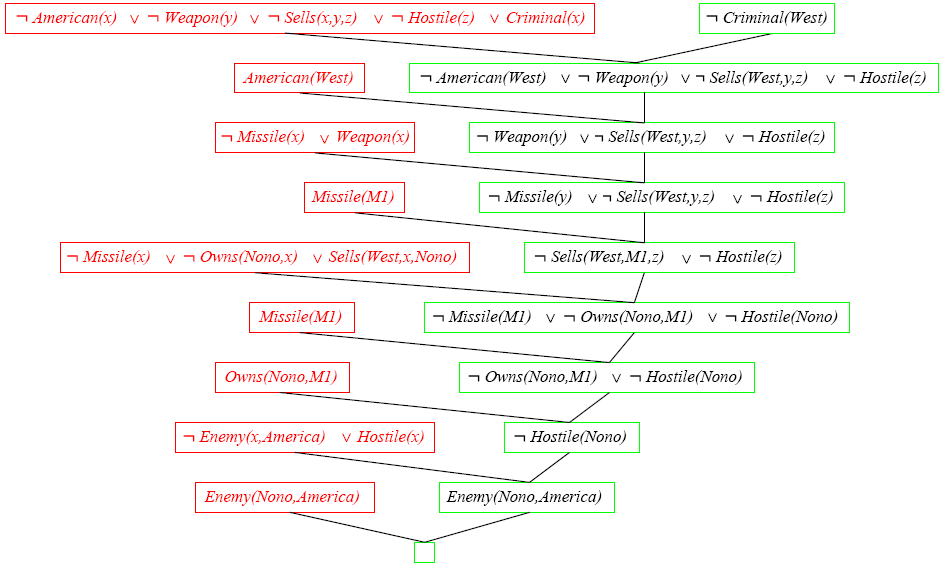 ¬ American(x) ∨ ¬ Weapon(y) ∨ ¬ Sells(x,y,z) ∨ ¬ Hostile(z) ∨ Criminal(x)
¬ Criminal(West)
American(West)
¬ American(West) ∨ ¬ Weapon(y) ∨ ¬ Sells(West,y,z) ∨ ¬ Hostile(z)
¬ Missile(x) ∨ Weapon(x)
¬ Weapon(y) ∨ ¬ Sells(West,y,z) ∨ ¬ Hostile(z)
Missile(M1)
¬ Missile(y) ∨ ¬ Sells(West,y,z) ∨ ¬ Hostile(z)
¬ Missile(x) ∨ ¬ Owns(Nono,x) ∨ Sells(West,x,Nono)
¬ Sells(West,M1,z) ∨ ¬ Hostile(z)
Missile(M1)
¬ Missile(M1) ∨ ¬ Owns(Nono,M1) ∨ ¬ Hostile(Nono)
Owns(Nono,M1)
¬ Owns(Nono,M1) ∨ ¬ Hostile(Nono)
¬ Enemy(x,America) ∨ Hostile(x)
¬ Hostile(Nono)
Enemy(Nono,America)
Enemy(Nono,America)